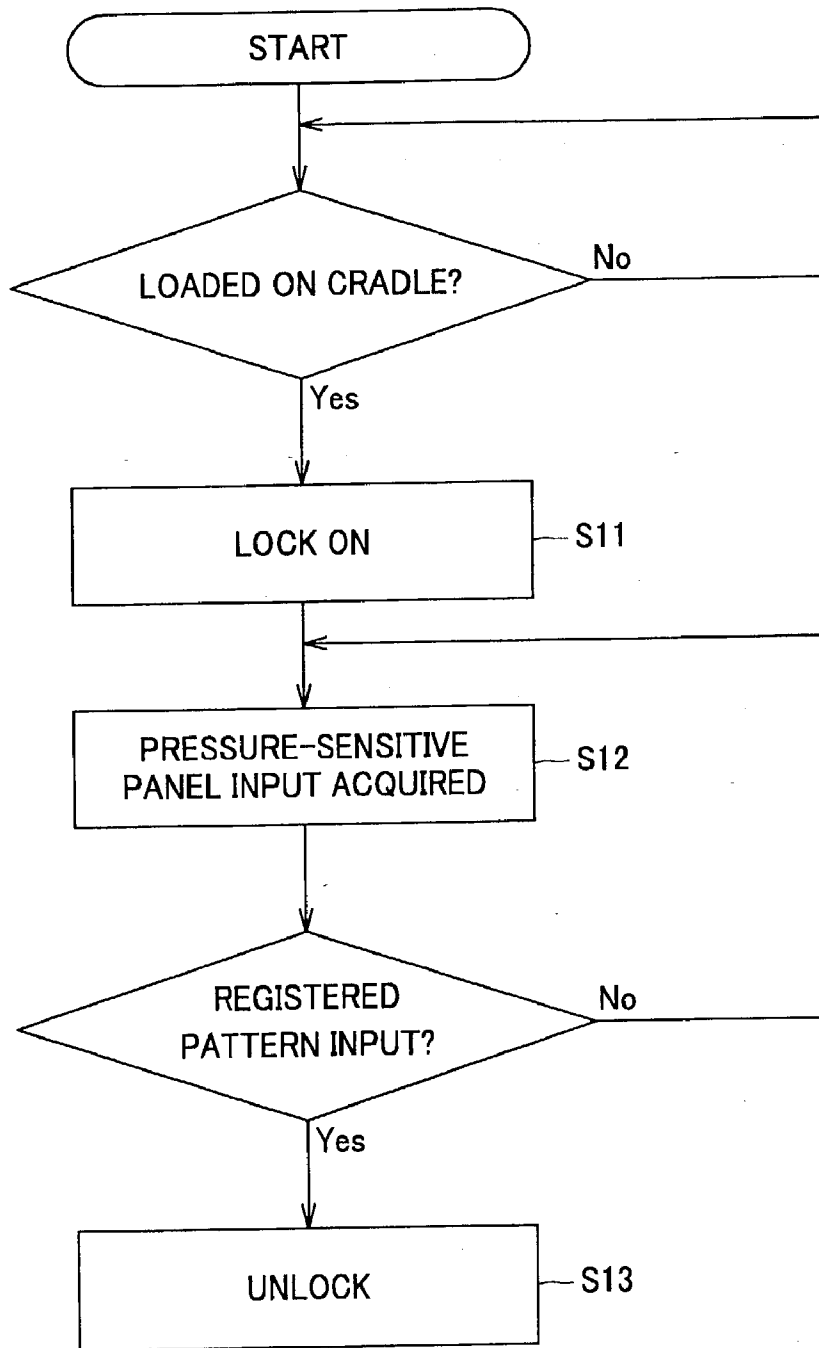 START
LOADED ON CRADLE?
No
Yes
LOCK ON
S11
PRESSURE-SENSITIVE
PANEL INPUT ACQUIRED
S12
REGISTERED
PATTERN INPUT?
No
Yes
UNLOCK
S13